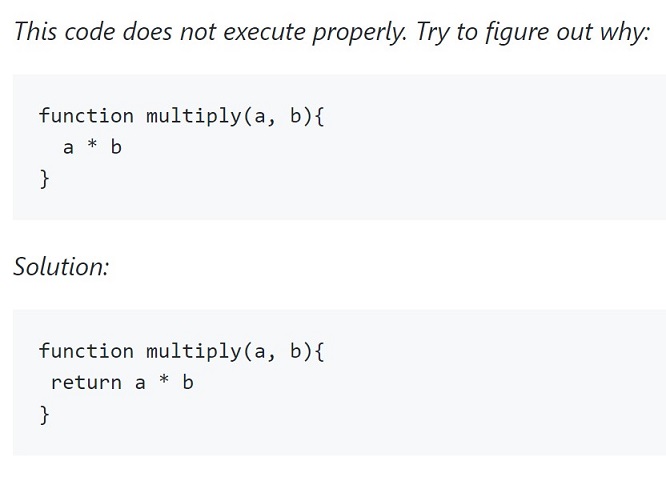 This code does not execute properly. Try to figure out why:
function multiply(a, b){
  a * b
}
Solution:
function multiply(a, b){
 return a * b
}